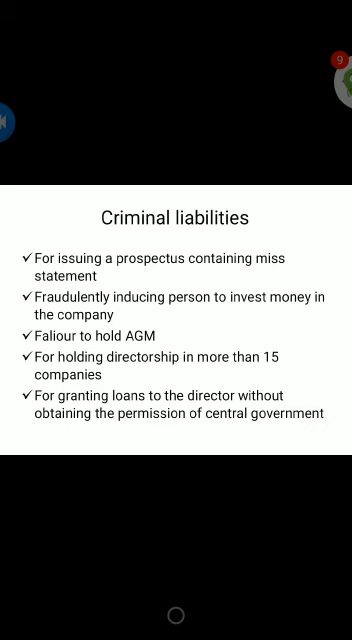 9
Criminal liabilities
✓For issuing a prospectus containing miss
statement
✓Fraudulently inducing person to invest money in
the company
✓Faliour to hold AGM
✓For holding directorship in more than 15
companies
✓For granting loans to the director without
obtaining the permission of central government